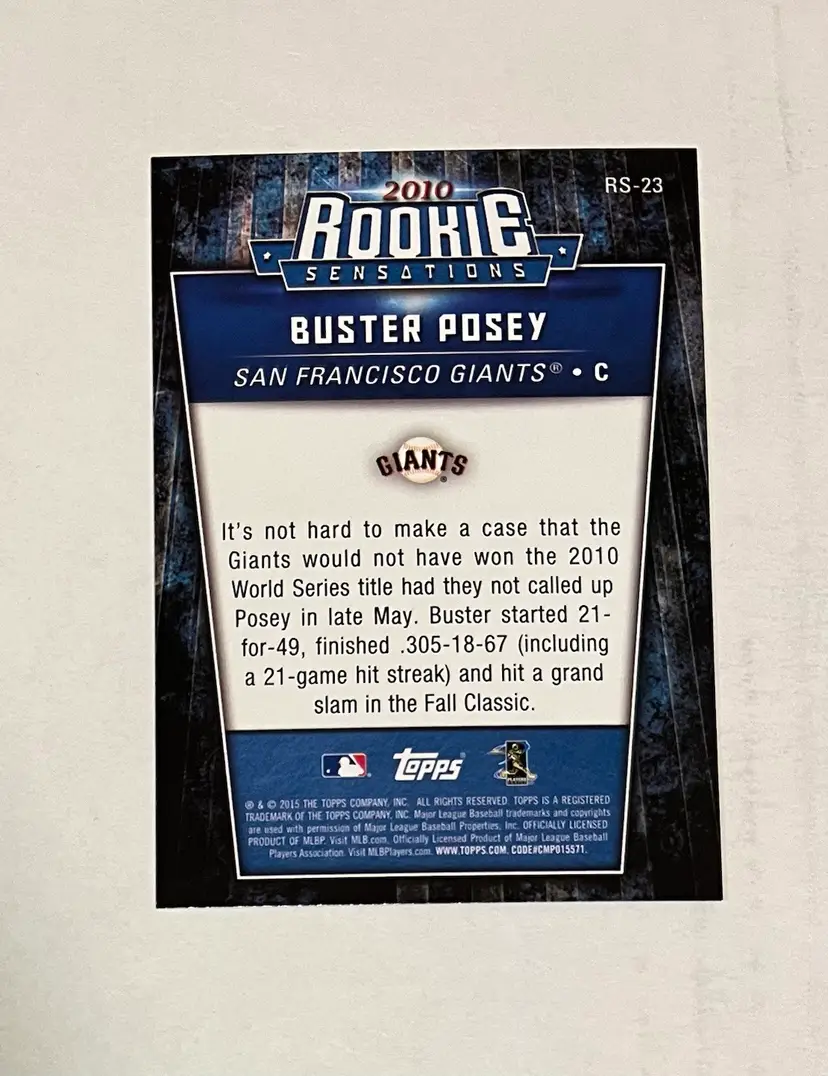 2010
RS-23
ROOKIE
SENSATIONS
BUSTER POSEY
SAN FRANCISCO GIANTS® • C
GIANTS®
It's not hard to make a case that the
Giants would not have won the 2010
World Series title had they not called up
Posey in late May. Buster started 21-
for-49, finished .305-18-67 (including
a 21-game hit streak) and hit a grand
slam in the Fall Classic.
Topps®
PLAYERS
® & © 2015 THE TOPPS COMPANY, INC. ALL RIGHTS RESERVED. TOPPS IS A REGISTERED
TRADEMARK OF THE TOPPS COMPANY, INC. Major League Baseball trademarks and copyrights
are used with permission of Major League Baseball Properties, Inc. OFFICIALLY LICENSED
PRODUCT OF MLBP. Visit MLB.com. Officially Licensed Product of Major League Baseball
Players Association. Visit MLBPlayers.com. WWW.TOPPS.COM. CODE#CMP015571.